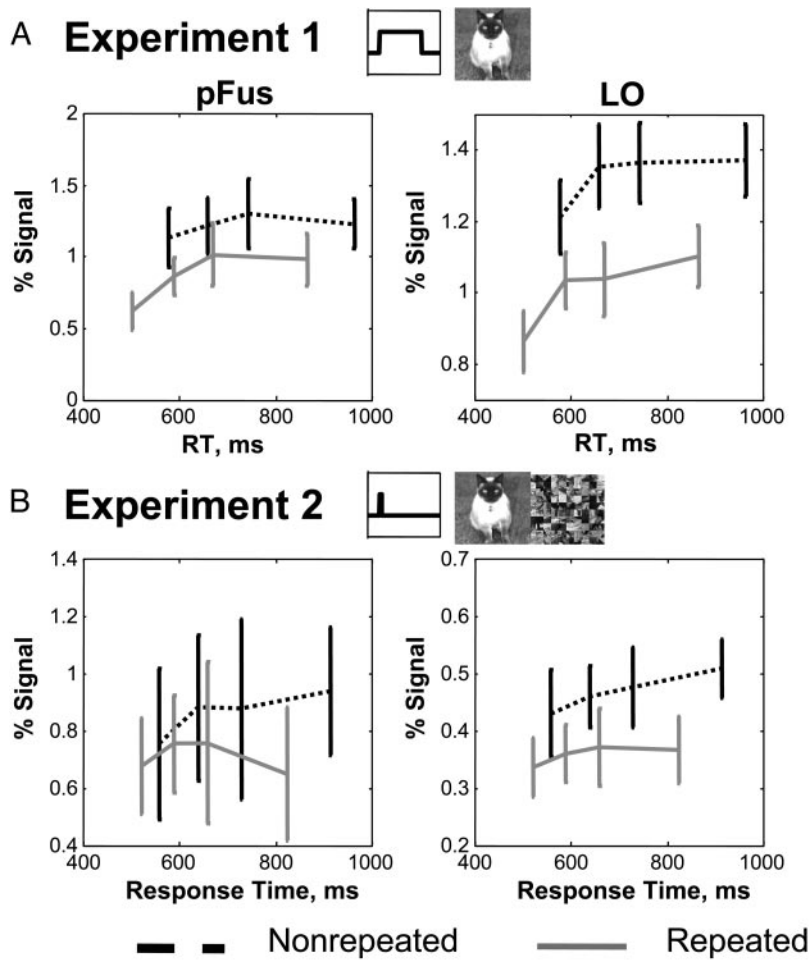 A Experiment 1
pFus
LO
2
1.5
1
0.5
0
% Signal
400 600 800 1000
RT, ms
1.4
1.2
1
0.8
% Signal
400 600 800 1000
RT, ms
B Experiment 2
1.4
1.2
1
0.8
0.6
0.4
% Signal
400 600 800 1000
Response Time, ms
0.7
0.6
0.5
0.4
0.3
0.2
% Signal
400 600 800 1000
Response Time, ms
Nonrepeated Repeated